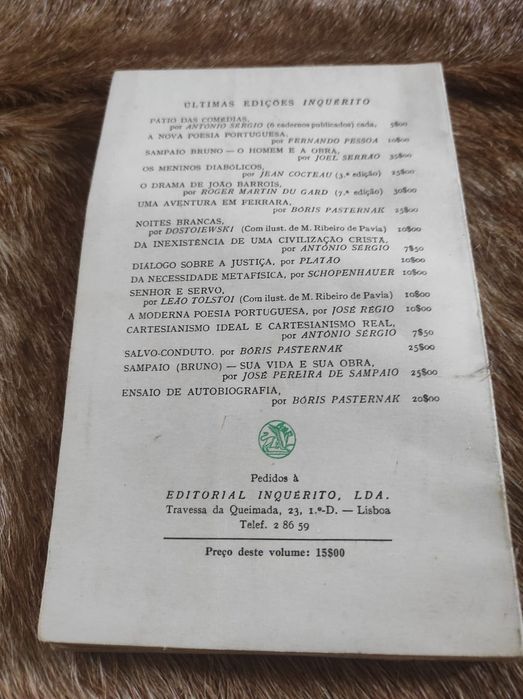 ÚLTIMAS EDIÇÕES INQUÉRITO
PÁTIO DAS COMÉDIAS,
por ANTÓNIO SÉRGIO (6 cadernos publicados) cada, 5$00
A NOVA POESIA PORTUGUESA,
por FERNANDO PESSOA 10$00
SAMPAIO BRUNO — O HOMEM E A OBRA,
por JOEL SERRÃO 35$00
OS MENINOS DIABÓLICOS,
por JEAN COCTEAU (3.ª edição) 25$00
O DRAMA DE JOÃO BARROIS,
por ROGER MARTIN DU GARD (7.ª edição) 30$00
UMA AVENTURA EM FERRARA,
por BÓRIS PASTERNAK 25$00
NOITES BRANCAS,
por DOSTOIEWSKI (Com ilust. de M. Ribeiro de Pavia) 10$00
DA INEXISTÊNCIA DE UMA CIVILIZAÇÃO CRISTÃ,
por ANTÓNIO SÉRGIO 7$50
DIÁLOGO SOBRE A JUSTIÇA, por PLATÃO 10$00
DA NECESSIDADE METAFÍSICA, por SCHOPENHAUER 10$00
SENHOR E SERVO,
por LEÃO TOLSTOI (Com ilust. de M. Ribeiro de Pavia) 10$00
A MODERNA POESIA PORTUGUESA, por JOSÉ RÉGIO 10$00
CARTESIANISMO IDEAL E CARTESIANISMO REAL,
por ANTÓNIO SÉRGIO 7$50
SALVO-CONDUTO, por BÓRIS PASTERNAK 25$00
SAMPAIO (BRUNO) — SUA VIDA E SUA OBRA,
por JOSÉ PEREIRA DE SAMPAIO 25$00
ENSAIO DE AUTOBIOGRAFIA,
por BÓRIS PASTERNAK 20$00
Pedidos à
EDITORIAL INQUÉRITO, LDA.
Travessa da Queimada, 23, 1.º-D. — Lisboa
Telef. 2 86 59
Preço deste volume: 15$00